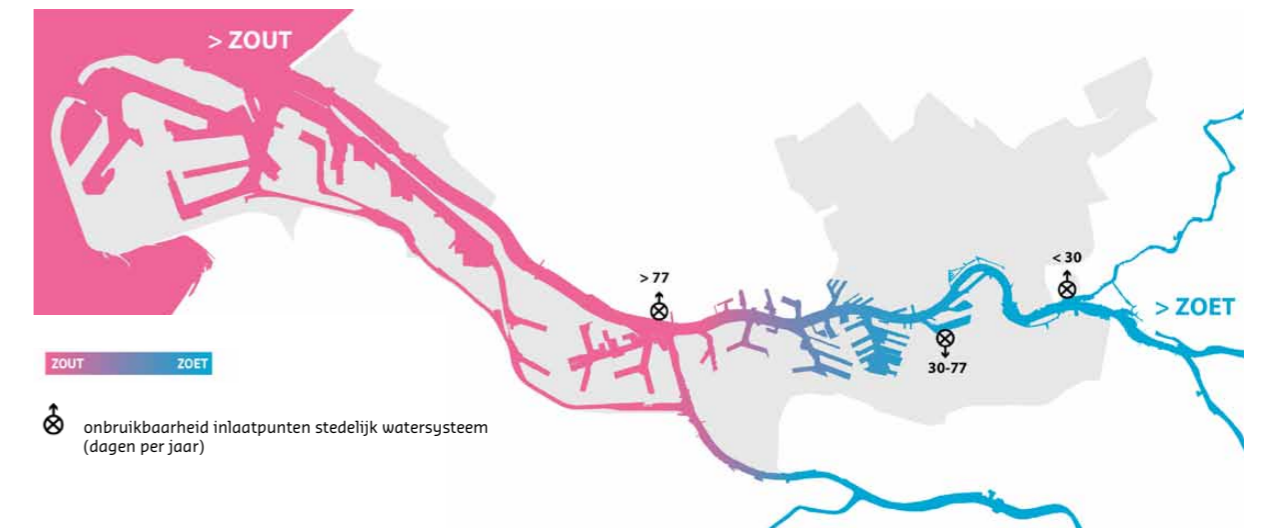 > ZOUT
> 77
< 30
> ZOET
30-77
ZOUT ZOET
onbruikbaarheid inlaatpunten stedelijk watersysteem
(dagen per jaar)